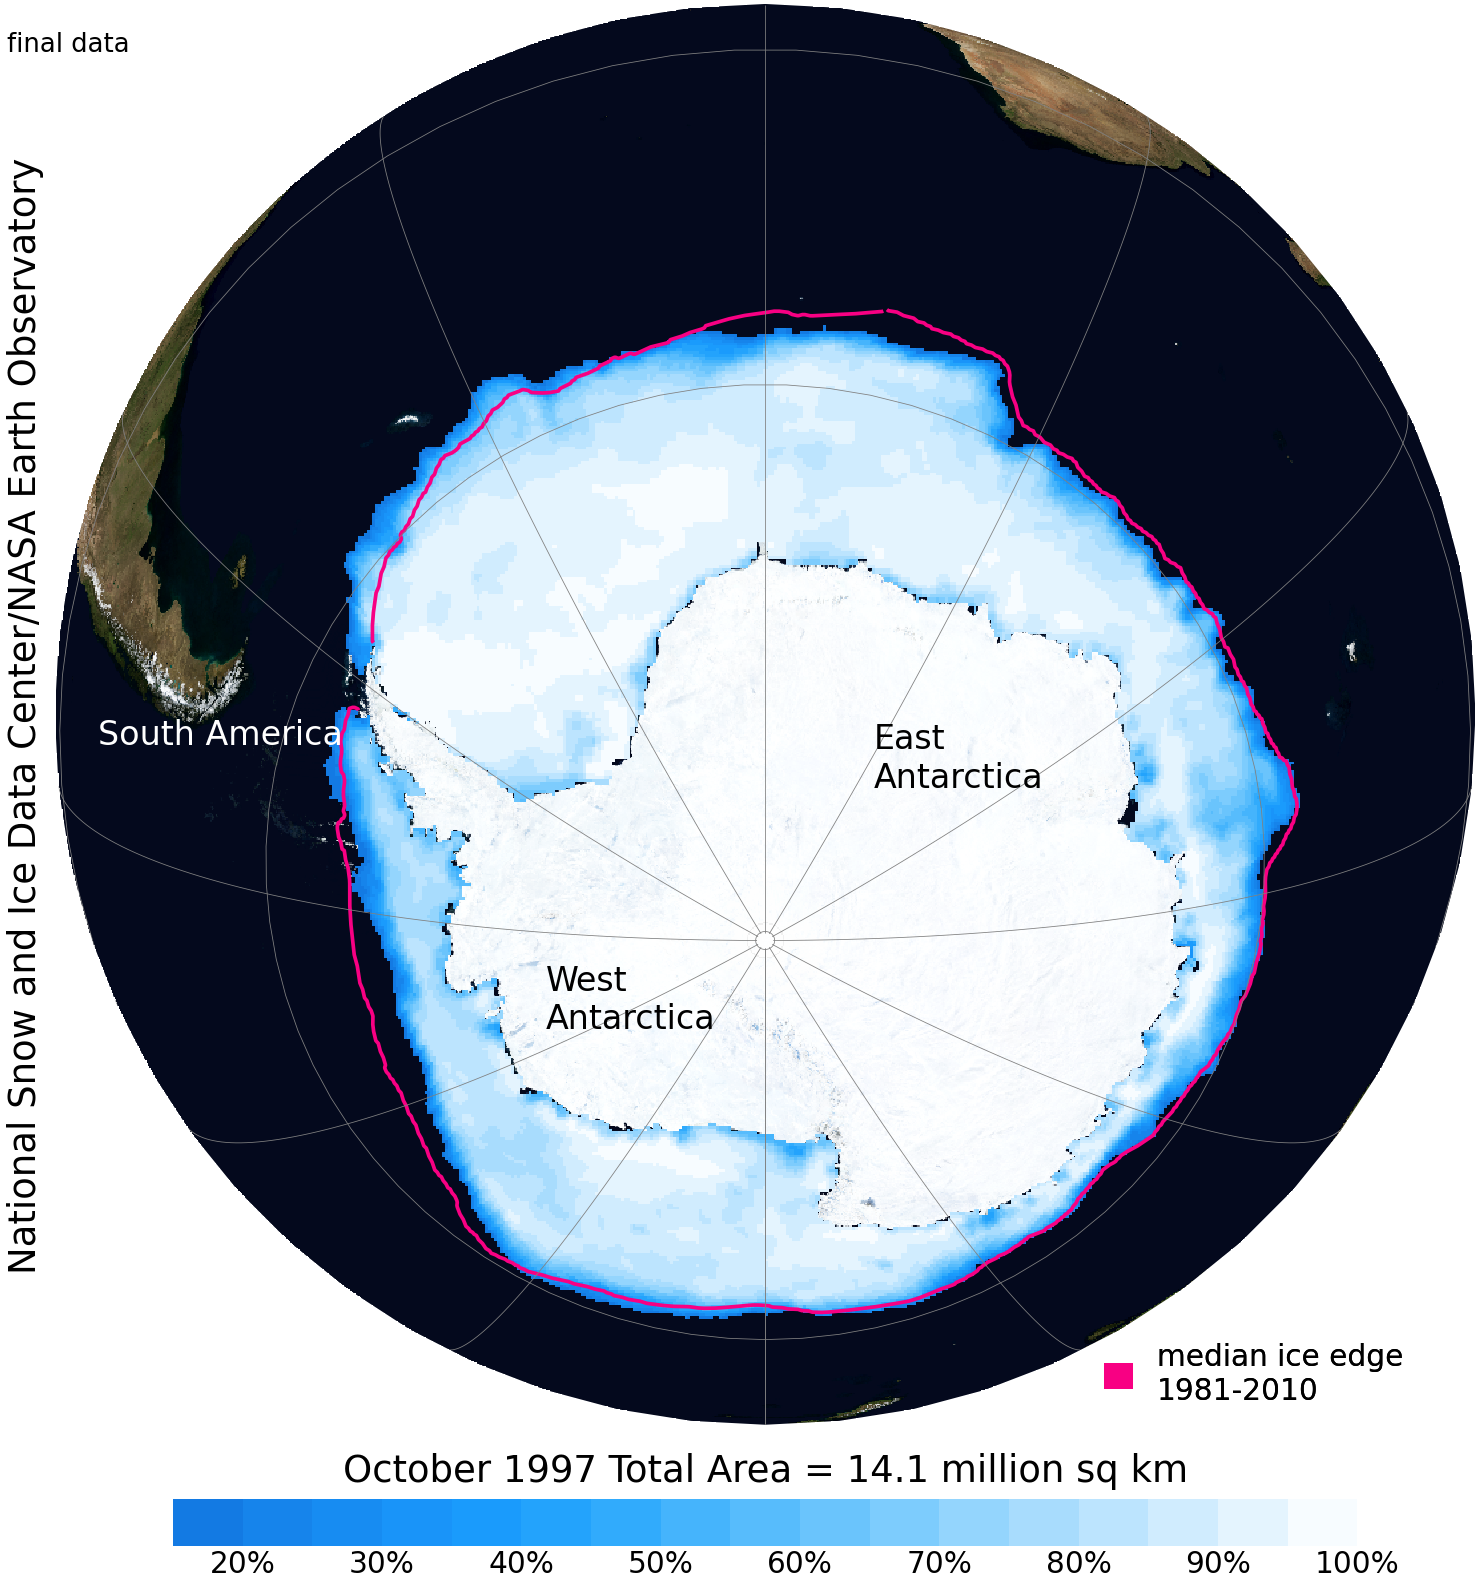 final data
National Snow and Ice Data Center/NASA Earth Observatory
South America
East
Antarctica
West
Antarctica
median ice edge
1981-2010
October 1997 Total Area = 14.1 million sq km
20% 30% 40% 50% 60% 70% 80% 90% 100%